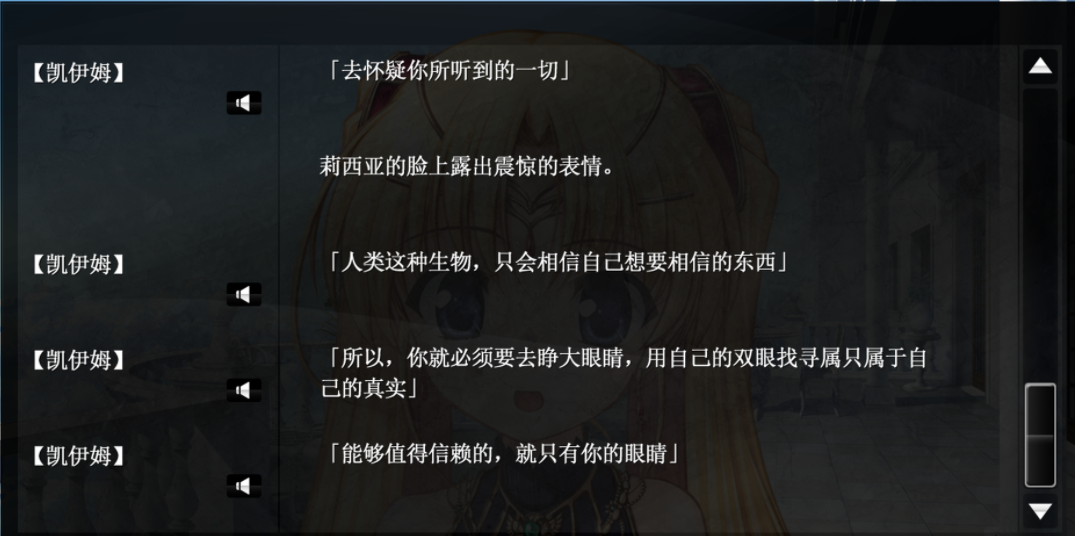 【凯伊姆】
「去怀疑你所听到的一切」
莉西亚的脸上露出震惊的表情。
【凯伊姆】
「人类这种生物，只会相信自己想要相信的东西」
【凯伊姆】
「所以，你就必须要去睁大眼睛，用自己的双眼找寻属只属于自
己的真实」
【凯伊姆】
「能够值得信赖的，就只有你的眼睛」